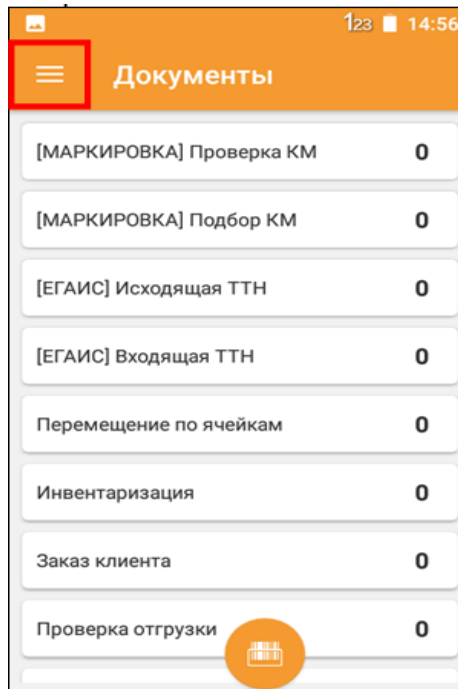 123 14:56
Документы
[МАРКИРОВКА] Проверка КМ 0
[МАРКИРОВКА] Подбор КМ 0
[ЕГАИС] Исходящая ТТН 0
[ЕГАИС] Входящая ТТН 0
Перемещение по ячейкам 0
Инвентаризация 0
Заказ клиента 0
Проверка отгрузки 0